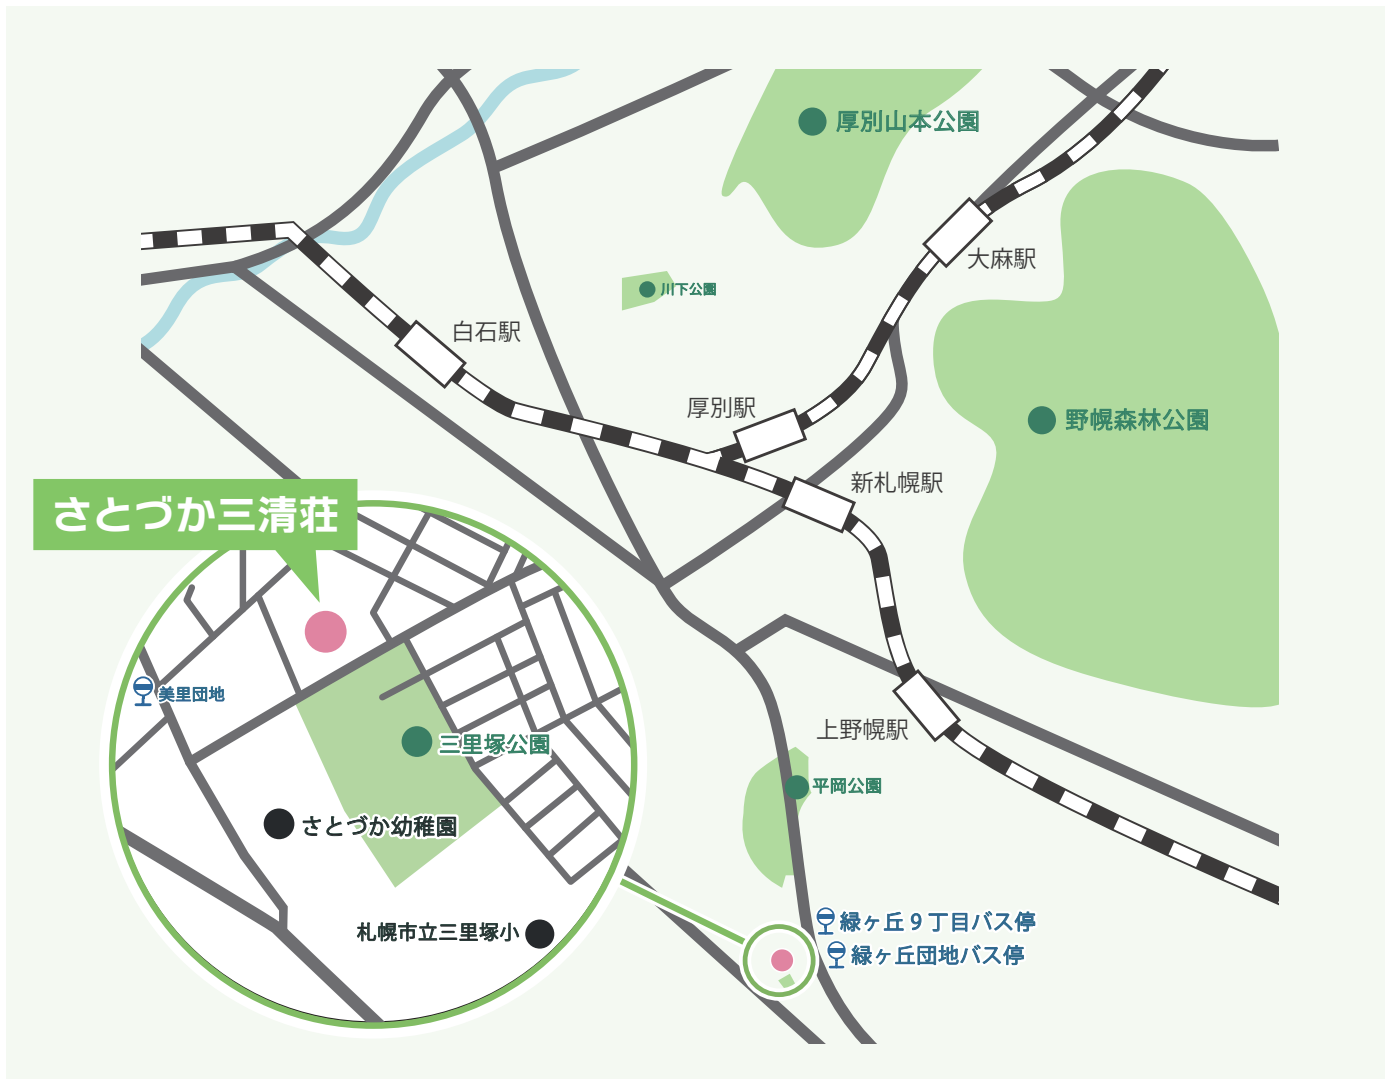 厚別山本公園
大麻駅
川下公園
白石駅
厚別駅
野幌森林公園
新札幌駅
さとづか三清荘
美里団地
三里塚公園
上野幌駅
平岡公園
さとづか幼稚園
札幌市立三里塚小
緑ヶ丘９丁目バス停
緑ヶ丘団地バス停